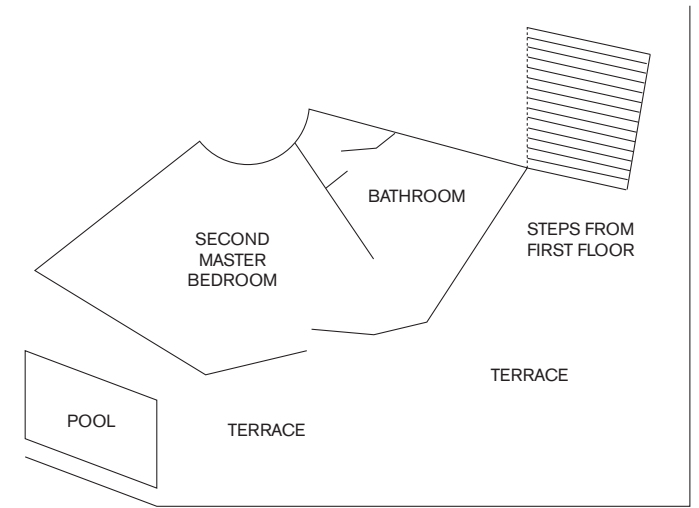 BATHROOM
STEPS FROM
FIRST FLOOR
SECOND
MASTER
BEDROOM
TERRACE
POOL
TERRACE